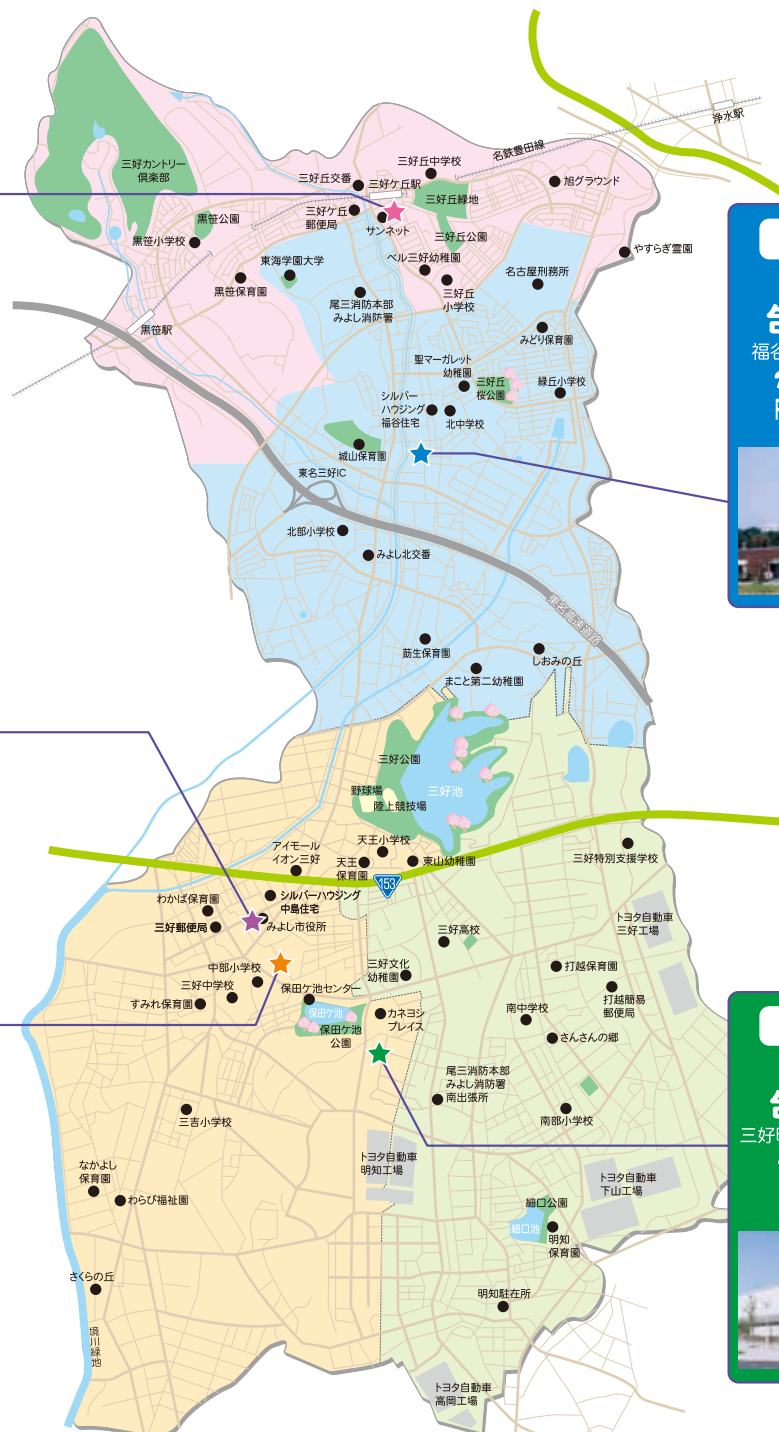 浄水駅
名鉄豊田線
三好カントリー
倶楽部
三好丘中学校
三好丘交番
三好ケ丘駅
旭グラウンド
三好丘緑地
三好ケ丘
郵便局
サンネット
黒笹公園
黒笹小学校
三好丘公園
やすらぎ霊園
ベル三好幼稚園
東海学園大学
名古屋刑務所
黒笹保育園
三好丘
小学校
尾三消防本部
みよし消防署
黒笹駅
みどり保育園
福谷
聖マーガレット
幼稚園
三好丘
桜公園
緑丘小学校
シルバー
ハウジング
福谷住宅
北中学校
城山保育園
東名三好IC
北部小学校
みよし北交番
東名高速道路
莇生保育園
しおみの丘
まこと第二幼稚園
三好公園
三好池
野球場
陸上競技場
天王小学校
アイモール
イオン三好
天王
保育園
東山幼稚園
三好特別支援学校
153
わかば保育園
シルバーハウジング
中島住宅
三好郵便局
みよし市役所
トヨタ自動車
三好工場
三好高校
中部小学校
三好文化
幼稚園
打越保育園
三好中学校
保田ケ池センター
打越簡易
郵便局
すみれ保育園
保田ケ池
カネヨシ
プレイス
南中学校
保田ケ池
公園
さんさんの郷
尾三消防本部
みよし消防署
南出張所
三吉小学校
南部小学校
三好
トヨタ自動車
明知工場
なかよし
保育園
トヨタ自動車
下山工場
わらび福祉園
細口公園
細口池
明知
保育園
さくらの丘
明知駐在所
境川緑地
トヨタ自動車
高岡工場